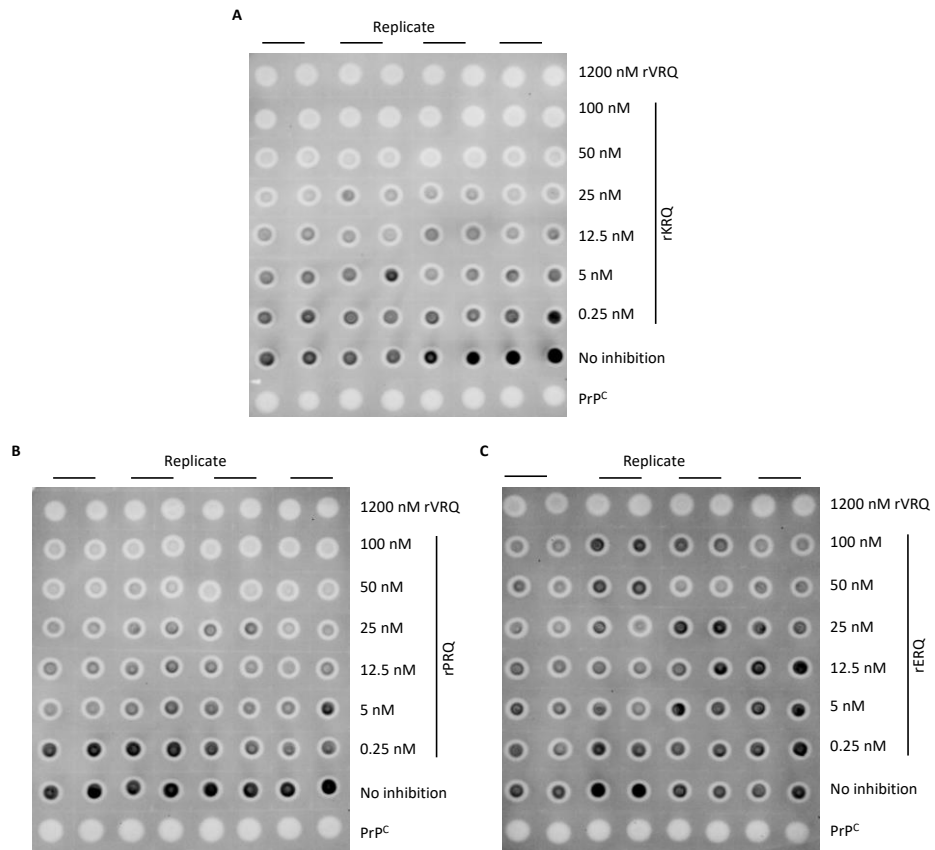 A
Replicate
1200 nM rVRQ
100 nM
50 nM
25 nM
12.5 nM
5 nM
0.25 nM
rKRQ
No inhibition
PrPᶜ
B
Replicate
1200 nM rVRQ
100 nM
50 nM
25 nM
12.5 nM
5 nM
0.25 nM
rPRQ
No inhibition
PrPᶜ
C
Replicate
1200 nM rVRQ
100 nM
50 nM
25 nM
12.5 nM
5 nM
0.25 nM
rERQ
No inhibition
PrPᶜ